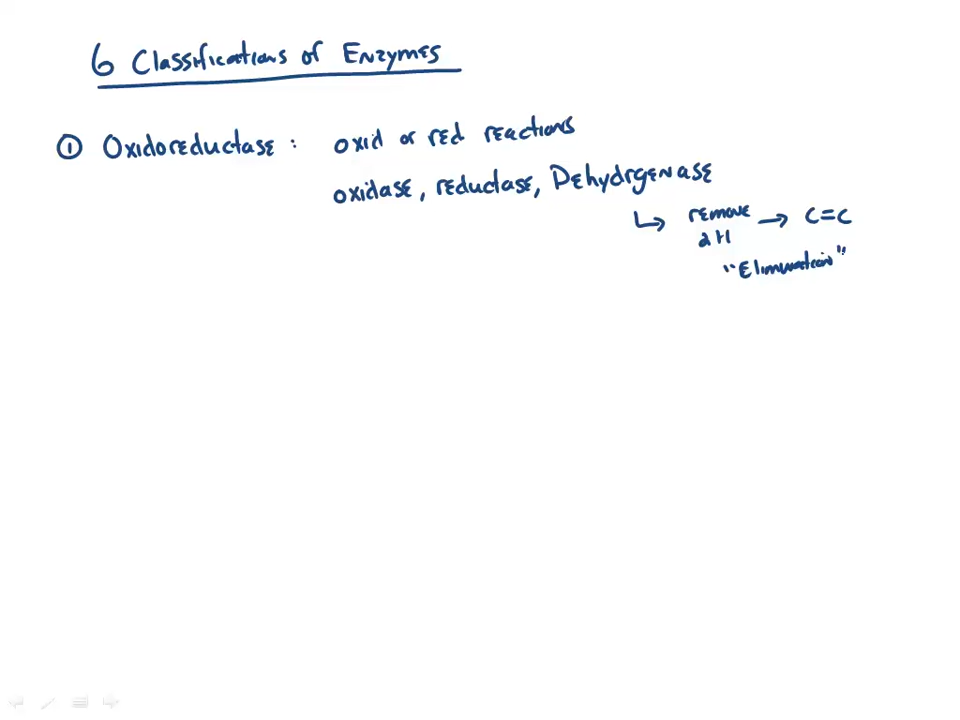 6 Classifications of Enzymes
① Oxidoreductase : oxid or red reactions
oxidase, reductase, Dehydrgenase
↳ remove → C=C
2H
"Elimination"